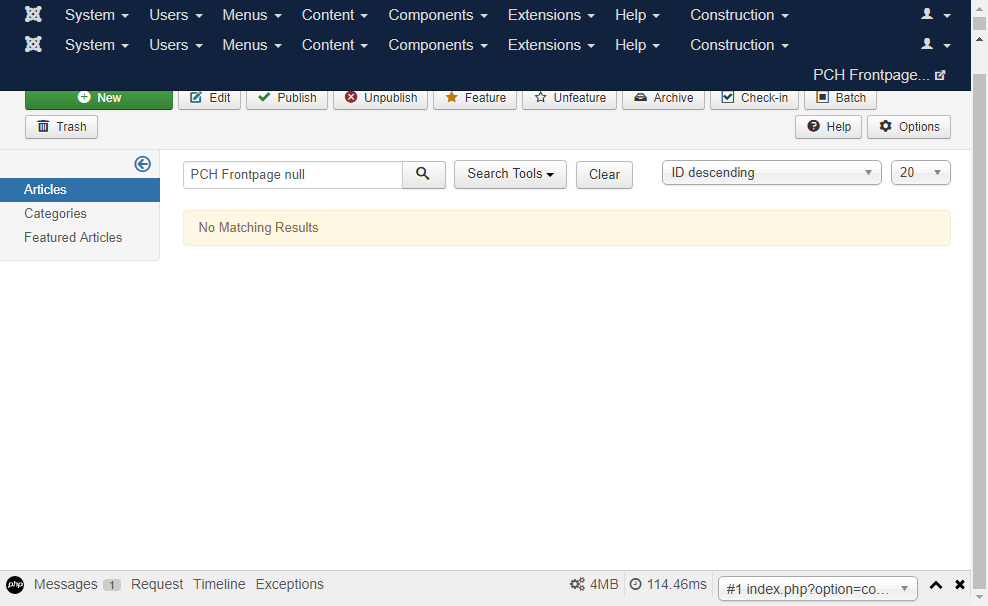 System Users Menus Content Components Extensions Help Construction
System Users Menus Content Components Extensions Help Construction
PCH Frontpage...
New Edit Publish Unpublish Feature Unfeature Archive Check-in Batch
Trash Help Options
PCH Frontpage null Search Tools Clear ID descending 20
Articles
Categories
Featured Articles
No Matching Results
php Messages 1 Request Timeline Exceptions 4MB 114.46ms #1 index.php?option=co...